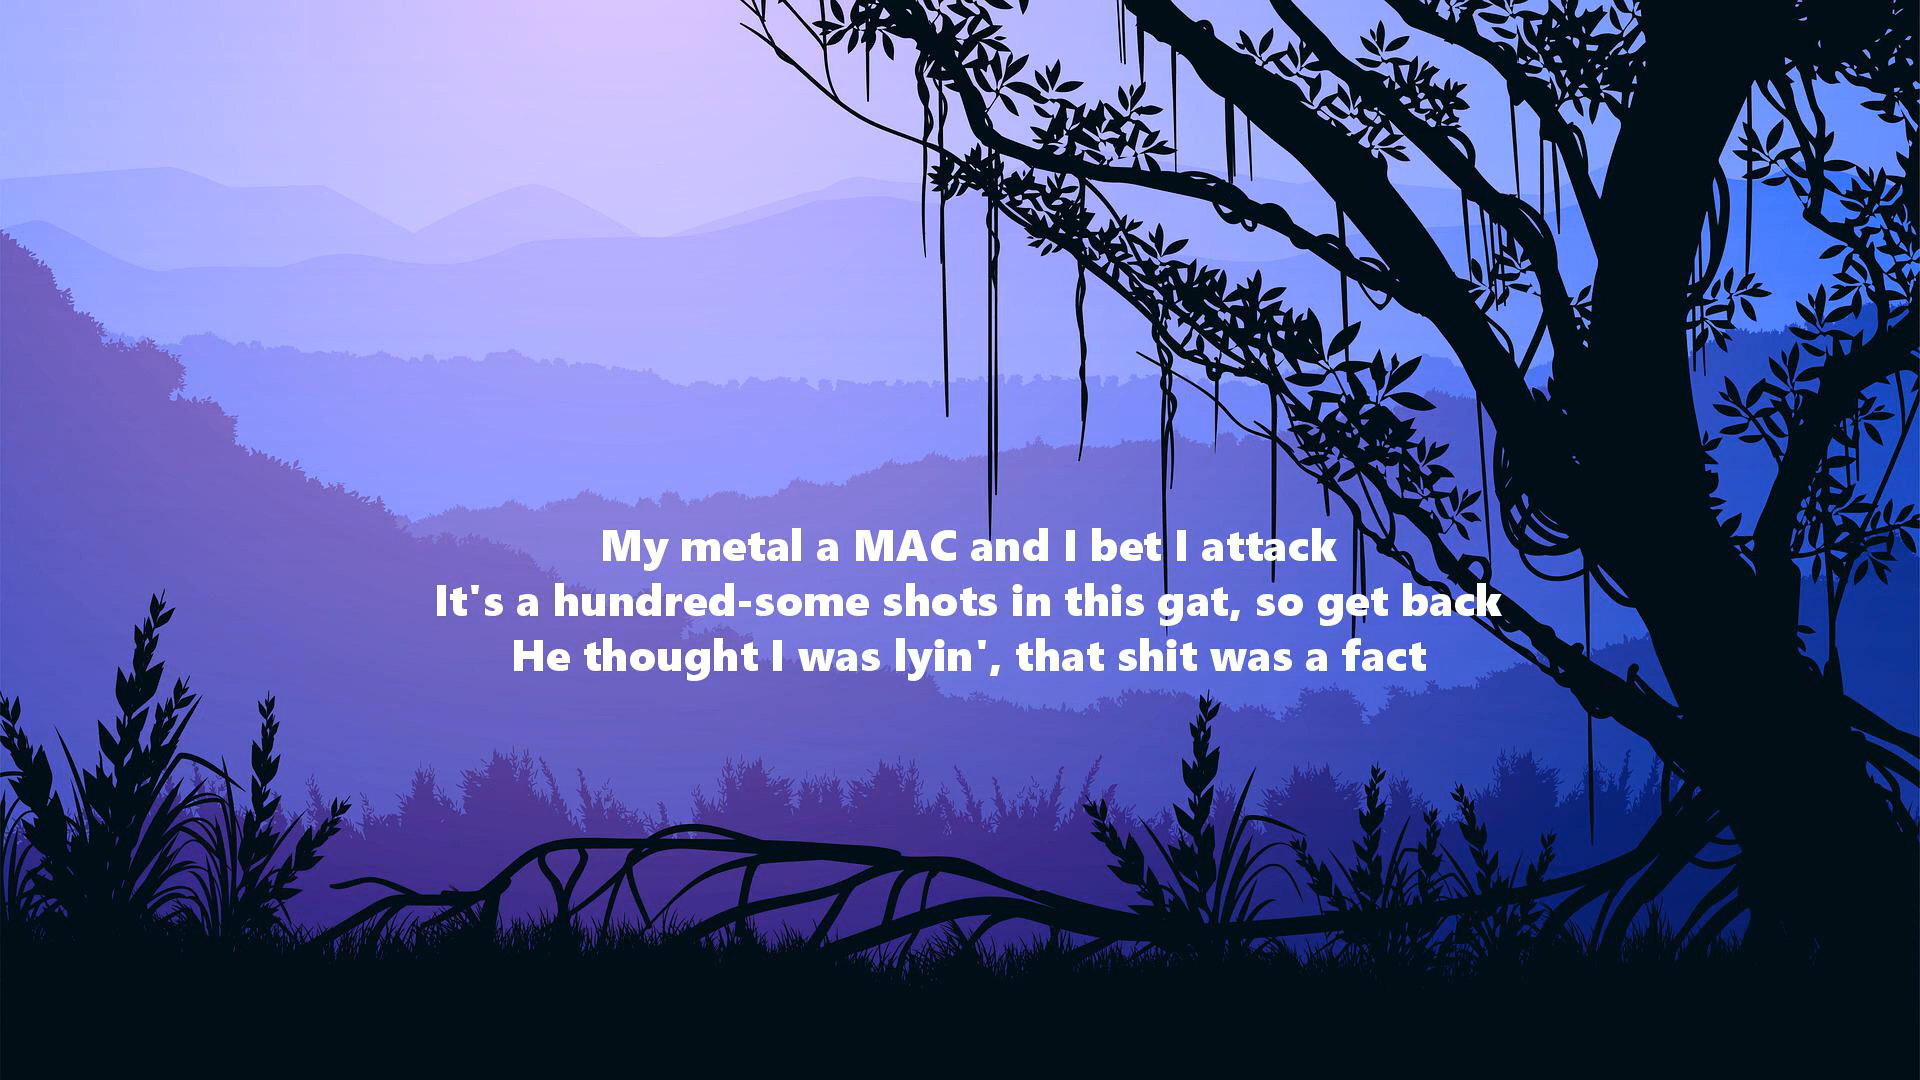 My metal a MAC and I bet I attack
It's a hundred-some shots in this gat, so get back
He thought I was lyin', that shit was a fact